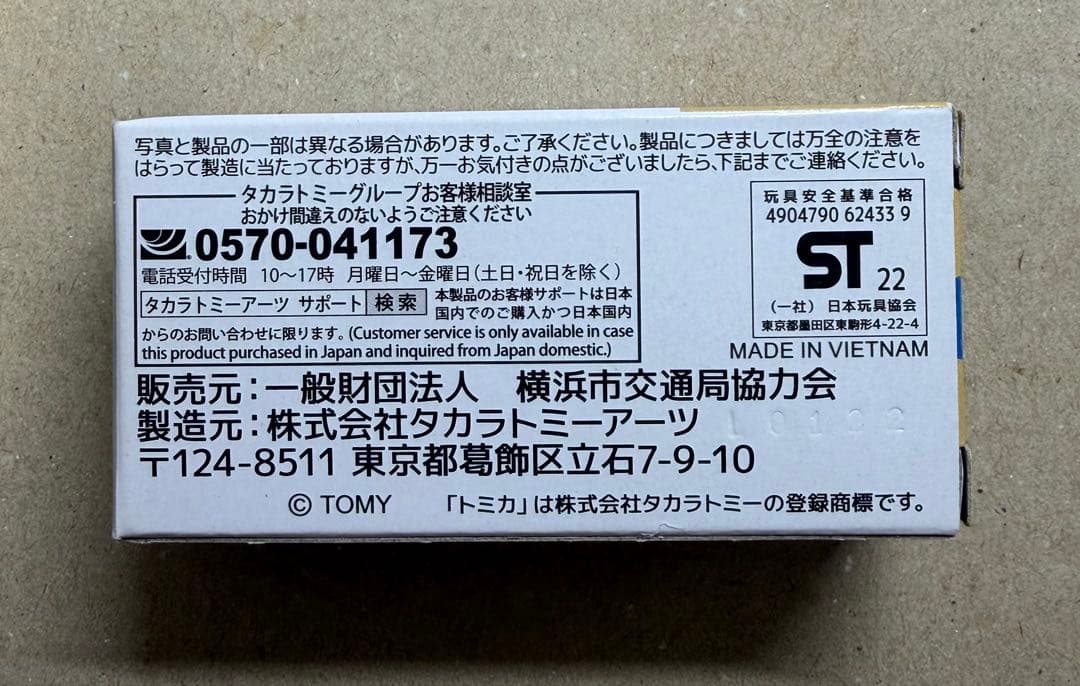 写真と製品の一部は異なる場合があります。ご了承ください。製品につきましては万全の注意を
はらって製造に当たっておりますが、万一お気付きの点がございましたら、下記までご連絡ください。
タカラトミーグループお客様相談室
おかけ間違えのないようご注意ください
0570-041173
電話受付時間 10〜17時 月曜日〜金曜日（土日・祝日を除く）
タカラトミーアーツ サポート 検索 本製品のお客様サポートは日本
国内でのご購入かつ日本国内
からのお問い合わせに限ります。(Customer service is only available in case
this product purchased in Japan and inquired from Japan domestic.)
玩具安全基準合格
4904790 62433 9
ST 22
（一社）日本玩具協会
東京都墨田区東駒形4-22-4
MADE IN VIETNAM
販売元：一般財団法人 横浜市交通局協力会
製造元：株式会社タカラトミーアーツ
〒124-8511 東京都葛飾区立石7-9-10
© TOMY 「トミカ」は株式会社タカラトミーの登録商標です。